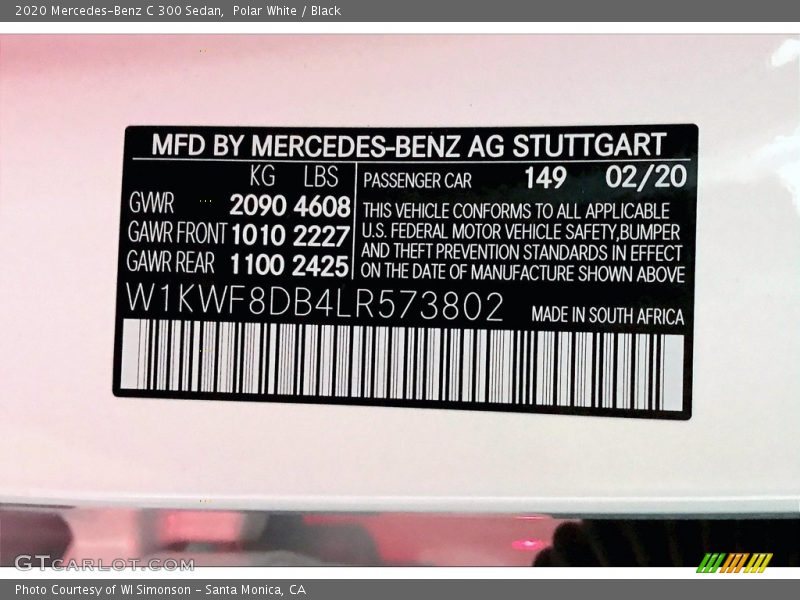 2020 Mercedes-Benz C 300 Sedan, Polar White / Black
MFD BY MERCEDES-BENZ AG STUTTGART
KG LBS PASSENGER CAR 149 02/20
GVWR 2090 4608
GAWR FRONT 1010 2227
GAWR REAR 1100 2425
THIS VEHICLE CONFORMS TO ALL APPLICABLE
U.S. FEDERAL MOTOR VEHICLE SAFETY,BUMPER
AND THEFT PREVENTION STANDARDS IN EFFECT
ON THE DATE OF MANUFACTURE SHOWN ABOVE
W1KWF8DB4LR573802 MADE IN SOUTH AFRICA
GTCARLOT.COM
Photo Courtesy of WI Simonson - Santa Monica, CA